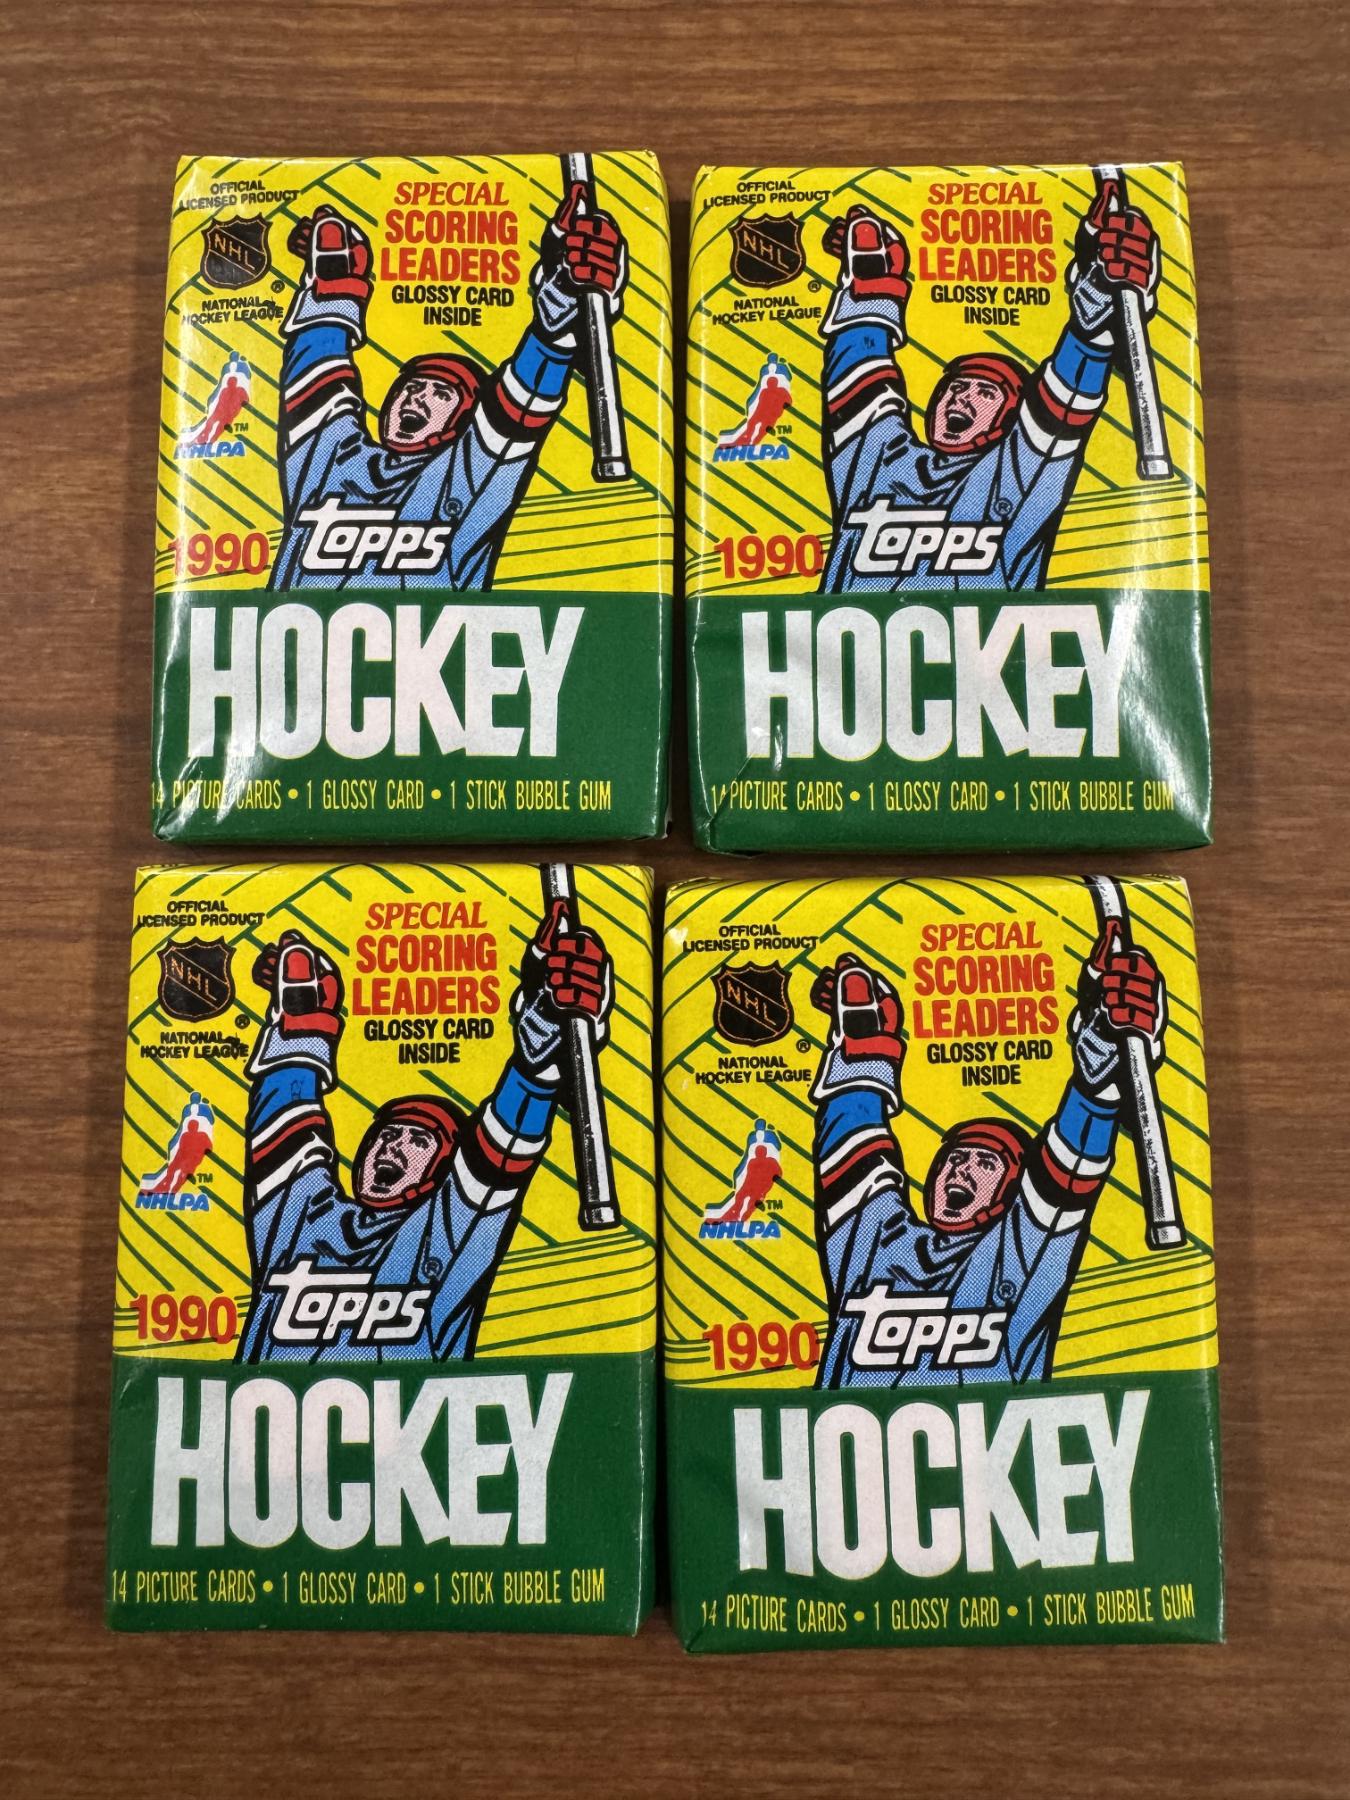 OFFICIAL
LICENSED PRODUCT
NHL
®
NATIONAL
HOCKEY LEAGUE
SPECIAL
SCORING
LEADERS
GLOSSY CARD
INSIDE
TM
NHLPA
1990
Topps®
HOCKEY
14 PICTURE CARDS • 1 GLOSSY CARD • 1 STICK BUBBLE GUM
OFFICIAL
LICENSED PRODUCT
NHL
®
NATIONAL
HOCKEY LEAGUE
SPECIAL
SCORING
LEADERS
GLOSSY CARD
INSIDE
TM
NHLPA
1990
Topps®
HOCKEY
14 PICTURE CARDS • 1 GLOSSY CARD • 1 STICK BUBBLE GUM
OFFICIAL
LICENSED PRODUCT
NHL
®
NATIONAL
HOCKEY LEAGUE
SPECIAL
SCORING
LEADERS
GLOSSY CARD
INSIDE
TM
NHLPA
1990
Topps®
HOCKEY
14 PICTURE CARDS • 1 GLOSSY CARD • 1 STICK BUBBLE GUM
OFFICIAL
LICENSED PRODUCT
NHL
®
NATIONAL
HOCKEY LEAGUE
SPECIAL
SCORING
LEADERS
GLOSSY CARD
INSIDE
TM
NHLPA
1990
Topps®
HOCKEY
14 PICTURE CARDS • 1 GLOSSY CARD • 1 STICK BUBBLE GUM